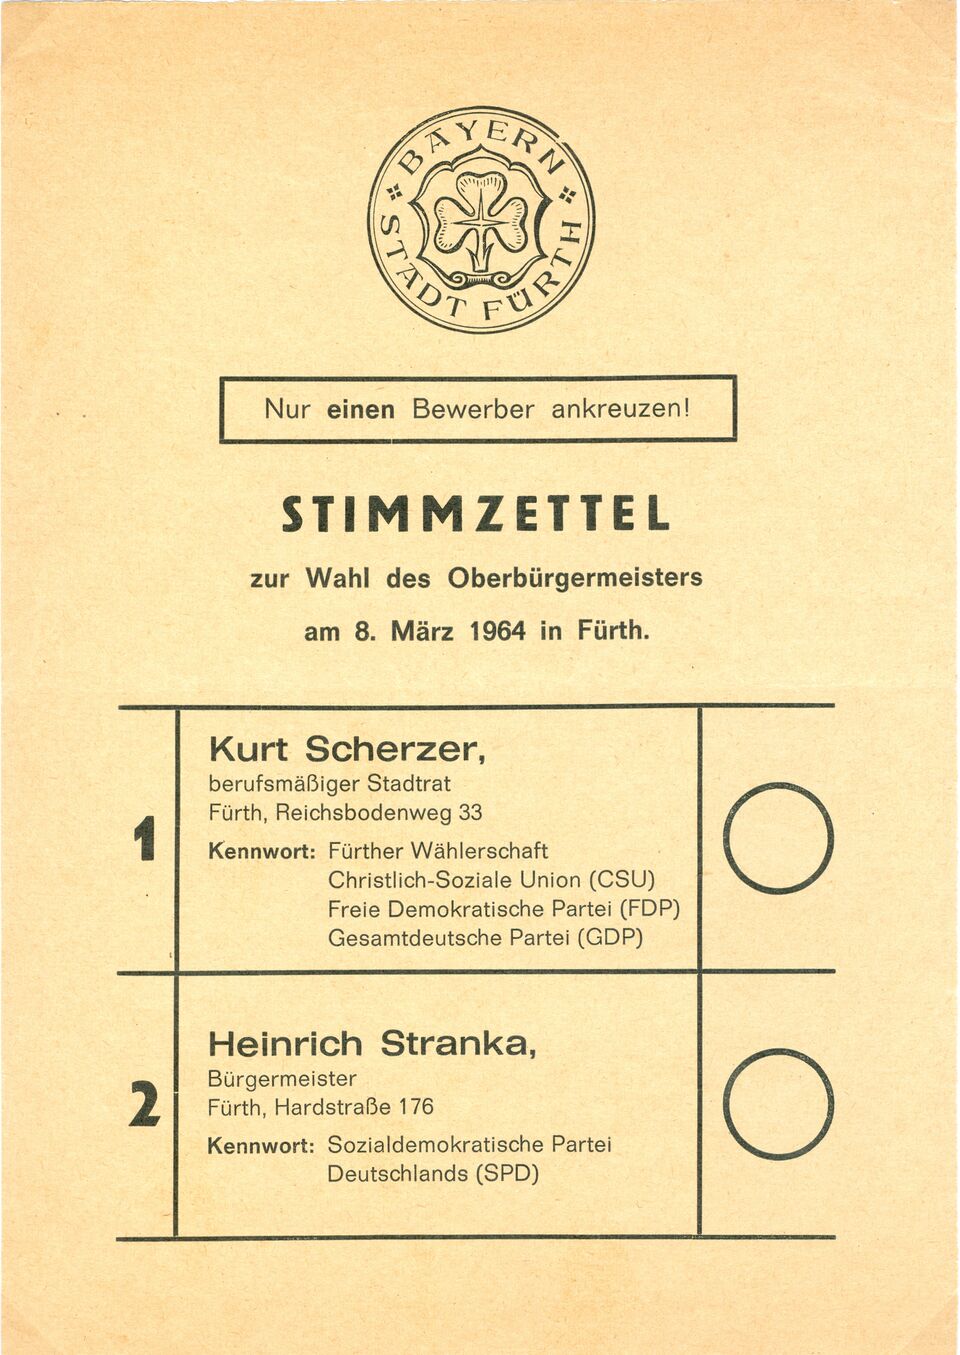 BAYERN
STADT FÜRTH
Nur einen Bewerber ankreuzen!
STIMMZETTEL
zur Wahl des Oberbürgermeisters
am 8. März 1964 in Fürth.
1
Kurt Scherzer,
berufsmäßiger Stadtrat
Fürth, Reichsbodenweg 33
Kennwort: Fürther Wählerschaft
Christlich-Soziale Union (CSU)
Freie Demokratische Partei (FDP)
Gesamtdeutsche Partei (GDP)
2
Heinrich Stranka,
Bürgermeister
Fürth, Hardstraße 176
Kennwort: Sozialdemokratische Partei
Deutschlands (SPD)